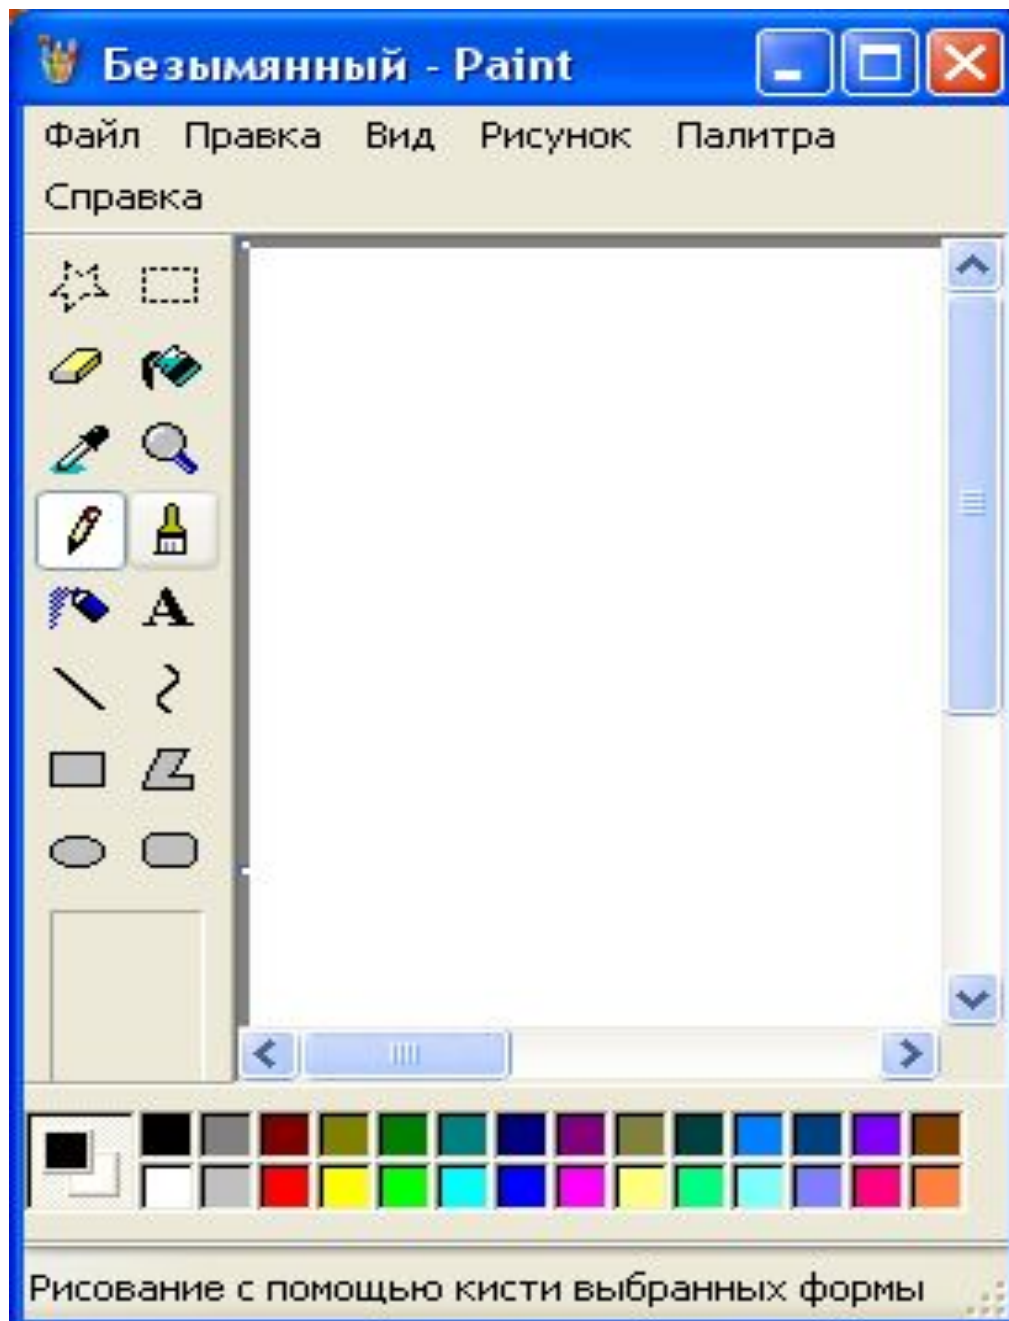 Безымянный - Paint
Файл Правка Вид Рисунок Палитра
Справка
A
Рисование с помощью кисти выбранных формы